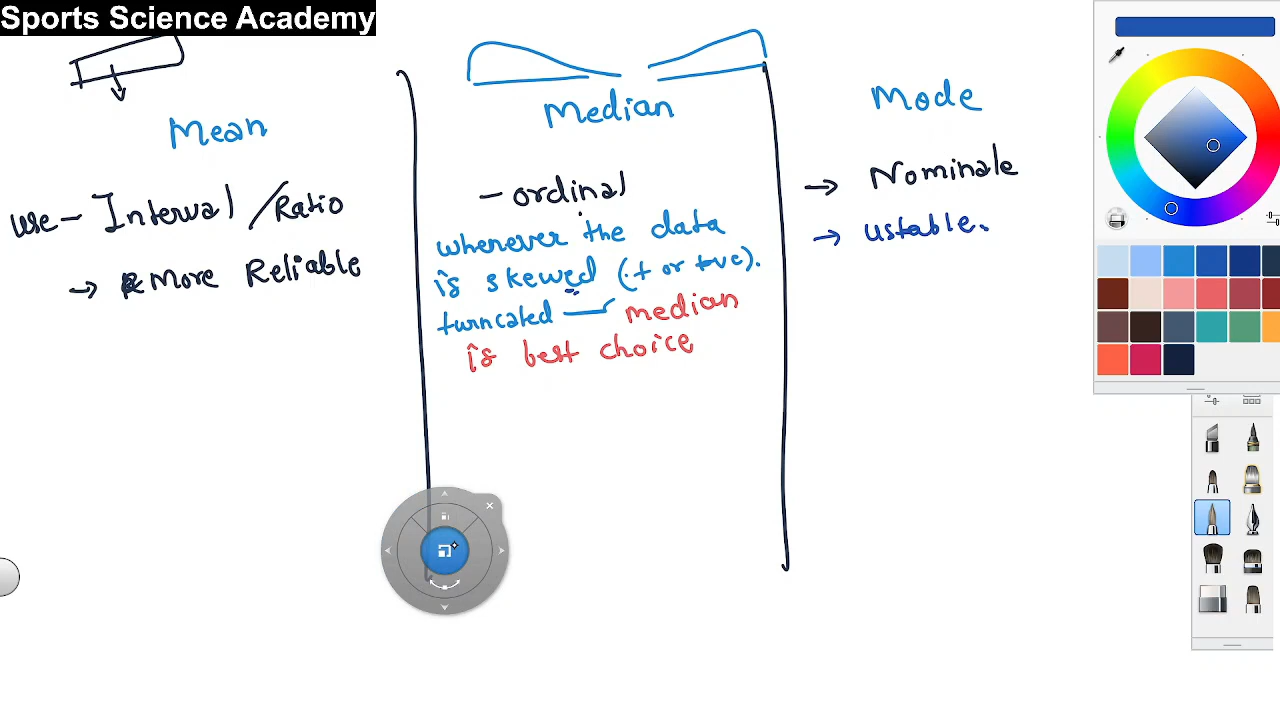 Sports Science Academy
Mean
use - Interval / Ratio
→ More Reliable
Median
- ordinal
whenever the data
is skewed (+ or +ve).
turncated — median
is best choice
Mode
→ Nominale
→ ustable.